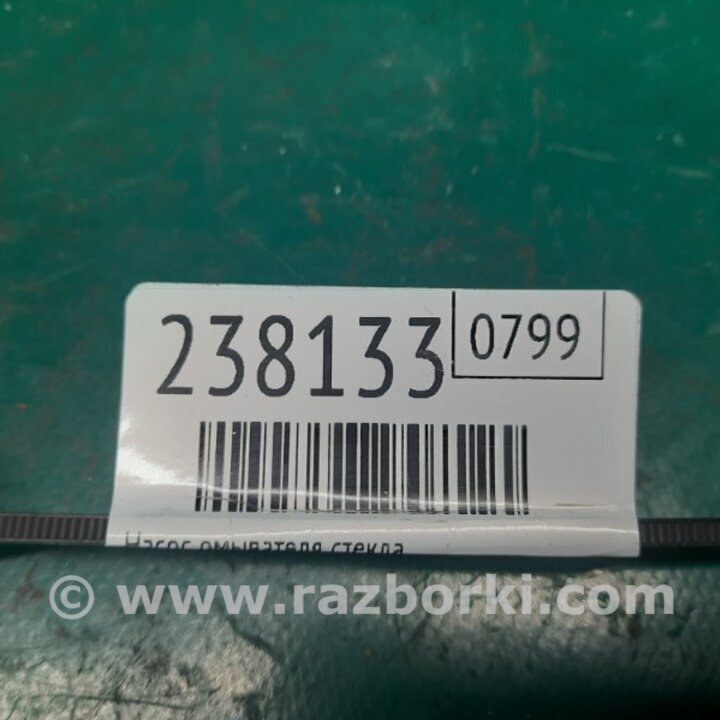 238133 0799
Насос омывателя стекла
© www.razborki.com